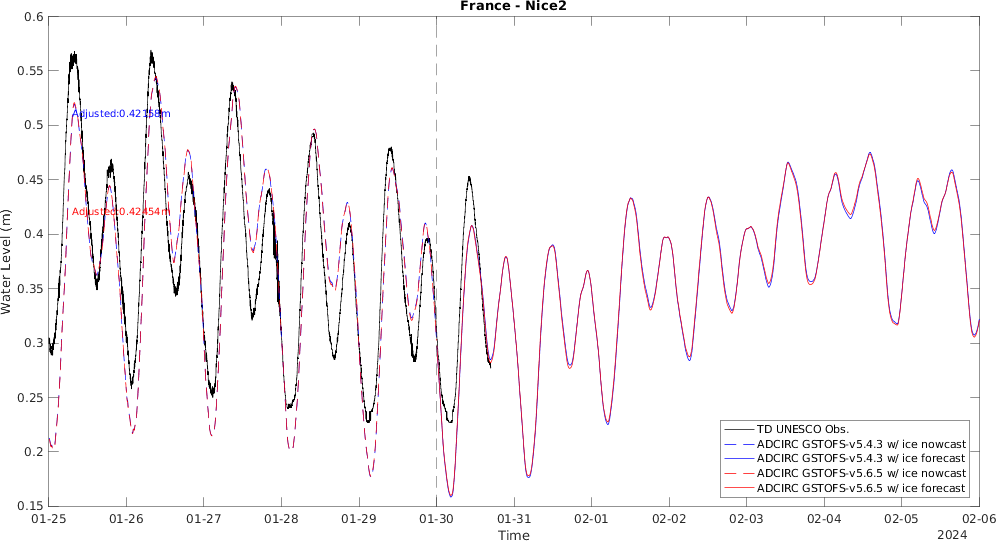 France - Nice2
0.6
0.55
0.5
0.45
0.4
0.35
0.3
0.25
0.2
0.15
Water Level (m)
Adjusted:0.42158m
Adjusted:0.42454m
TD UNESCO Obs.
ADCIRC GSTOFS-v5.4.3 w/ ice nowcast
ADCIRC GSTOFS-v5.4.3 w/ ice forecast
ADCIRC GSTOFS-v5.6.5 w/ ice nowcast
ADCIRC GSTOFS-v5.6.5 w/ ice forecast
01-25 01-26 01-27 01-28 01-29 01-30 01-31 02-01 02-02 02-03 02-04 02-05 02-06
Time
2024